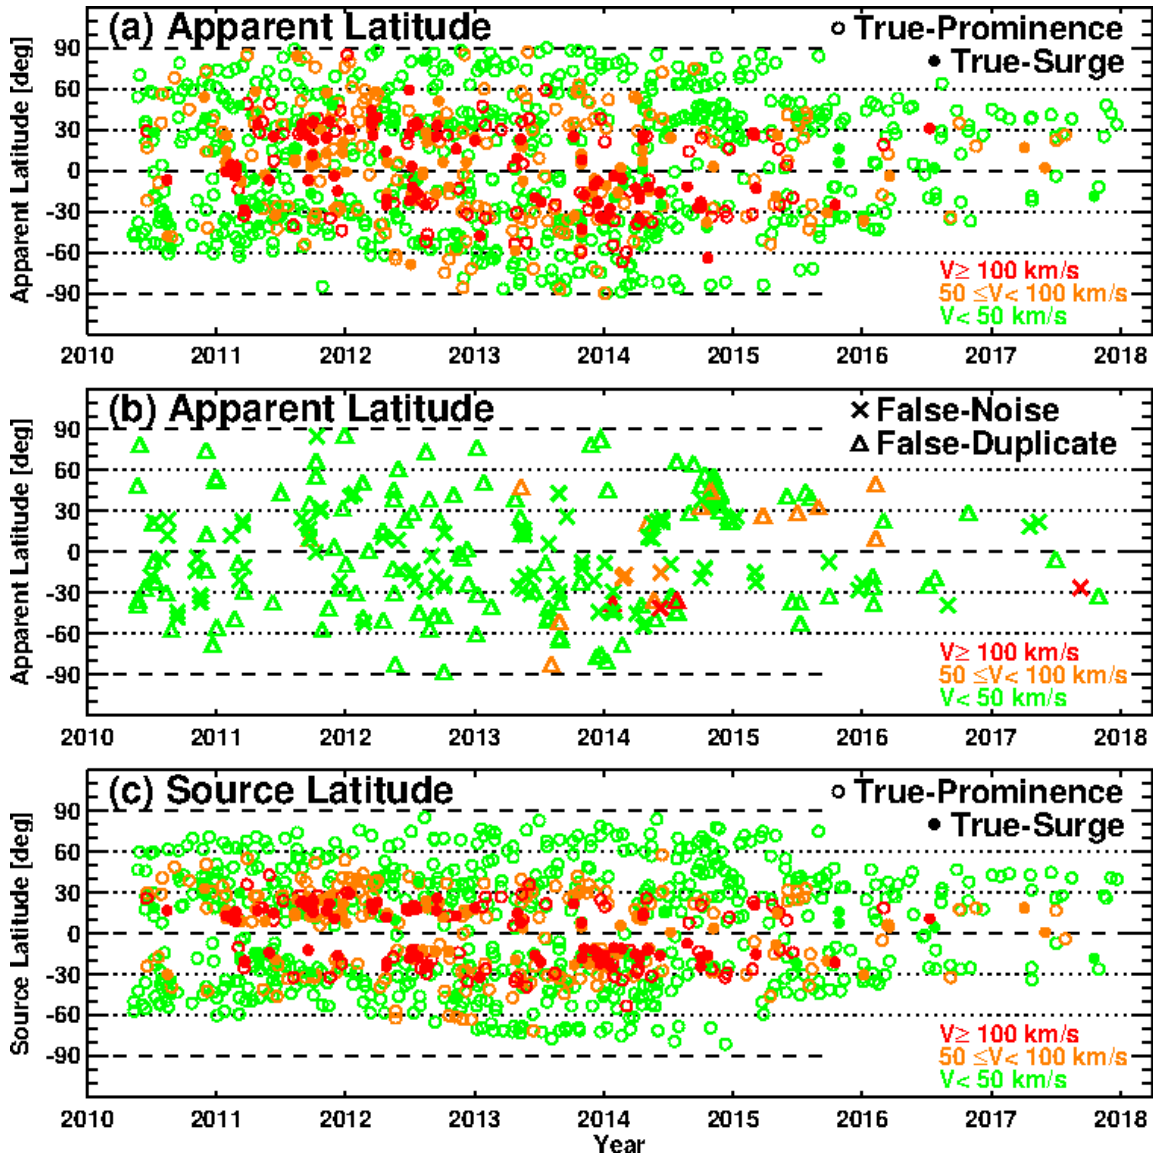 (a) Apparent Latitude
True-Prominence
True-Surge
Apparent Latitude [deg]
90
60
30
0
-30
-60
-90
V≥ 100 km/s
50 ≤V< 100 km/s
V< 50 km/s
2010 2011 2012 2013 2014 2015 2016 2017 2018
(b) Apparent Latitude
False-Noise
False-Duplicate
Apparent Latitude [deg]
90
60
30
0
-30
-60
-90
V≥ 100 km/s
50 ≤V< 100 km/s
V< 50 km/s
2010 2011 2012 2013 2014 2015 2016 2017 2018
(c) Source Latitude
True-Prominence
True-Surge
Source Latitude [deg]
90
60
30
0
-30
-60
-90
V≥ 100 km/s
50 ≤V< 100 km/s
V< 50 km/s
2010 2011 2012 2013 2014 2015 2016 2017 2018
Year